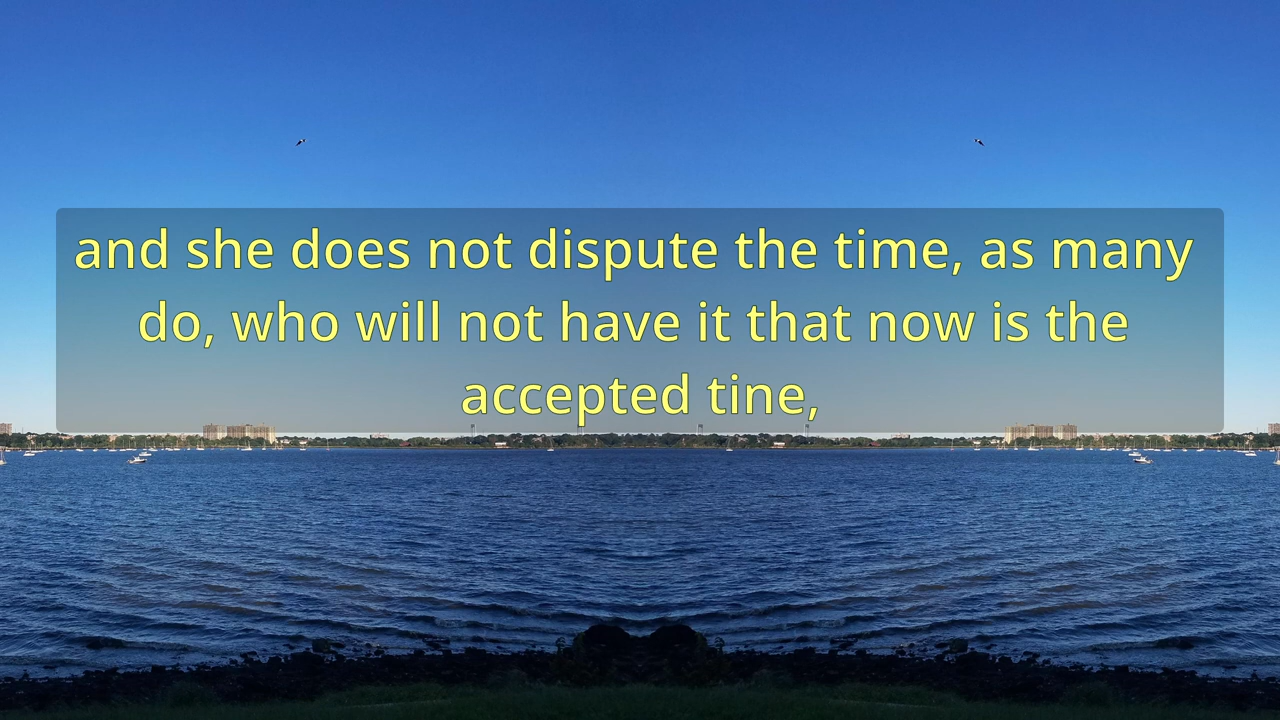 and she does not dispute the time, as many
do, who will not have it that now is the
accepted tine,